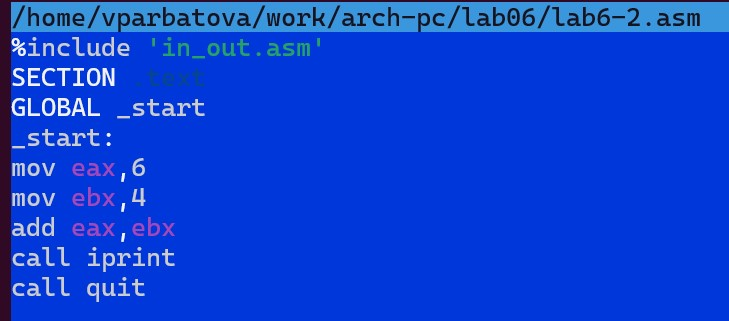 /home/vparbatova/work/arch-pc/lab06/lab6-2.asm
%include 'in_out.asm'
SECTION .text
GLOBAL _start
_start:
mov eax,6
mov ebx,4
add eax,ebx
call iprint
call quit